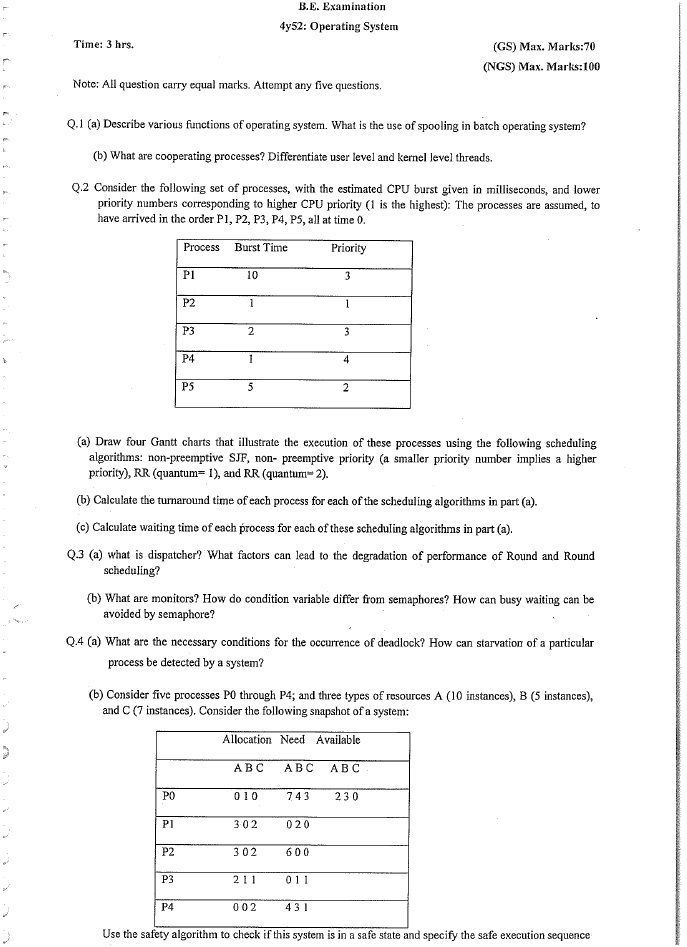 B.E. Examination
4y52: Operating System
Time: 3 hrs. (GS) Max. Marks:70
(NGS) Max. Marks:100
Note: All question carry equal marks. Attempt any five questions.
Q.1 (a) Describe various functions of operating system. What is the use of spooling in batch operating system?
(b) What are cooperating processes? Differentiate user level and kernel level threads.
Q.2 Consider the following set of processes, with the estimated CPU burst given in milliseconds, and lower
priority numbers corresponding to higher CPU priority (1 is the highest): The processes are assumed, to
have arrived in the order P1, P2, P3, P4, P5, all at time 0.
Process Burst Time Priority
P1 10 3
P2 1 1
P3 2 3
P4 1 4
P5 5 2
(a) Draw four Gantt charts that illustrate the execution of these processes using the following scheduling
algorithms: non-preemptive SJF, non- preemptive priority (a smaller priority number implies a higher
priority), RR (quantum= 1), and RR (quantum= 2).
(b) Calculate the turnaround time of each process for each of the scheduling algorithms in part (a).
(c) Calculate waiting time of each process for each of these scheduling algorithms in part (a).
Q.3 (a) what is dispatcher? What factors can lead to the degradation of performance of Round and Round
scheduling?
(b) What are monitors? How do condition variable differ from semaphores? How can busy waiting can be
avoided by semaphore?
Q.4 (a) What are the necessary conditions for the occurrence of deadlock? How can starvation of a particular
process be detected by a system?
(b) Consider five processes P0 through P4; and three types of resources A (10 instances), B (5 instances),
and C (7 instances). Consider the following snapshot of a system:
Allocation Need Available
A B C A B C A B C
P0 0 1 0 7 4 3 2 3 0
P1 3 0 2 0 2 0
P2 3 0 2 6 0 0
P3 2 1 1 0 1 1
P4 0 0 2 4 3 1
Use the safety algorithm to check if this system is in a safe state and specify the safe execution sequence